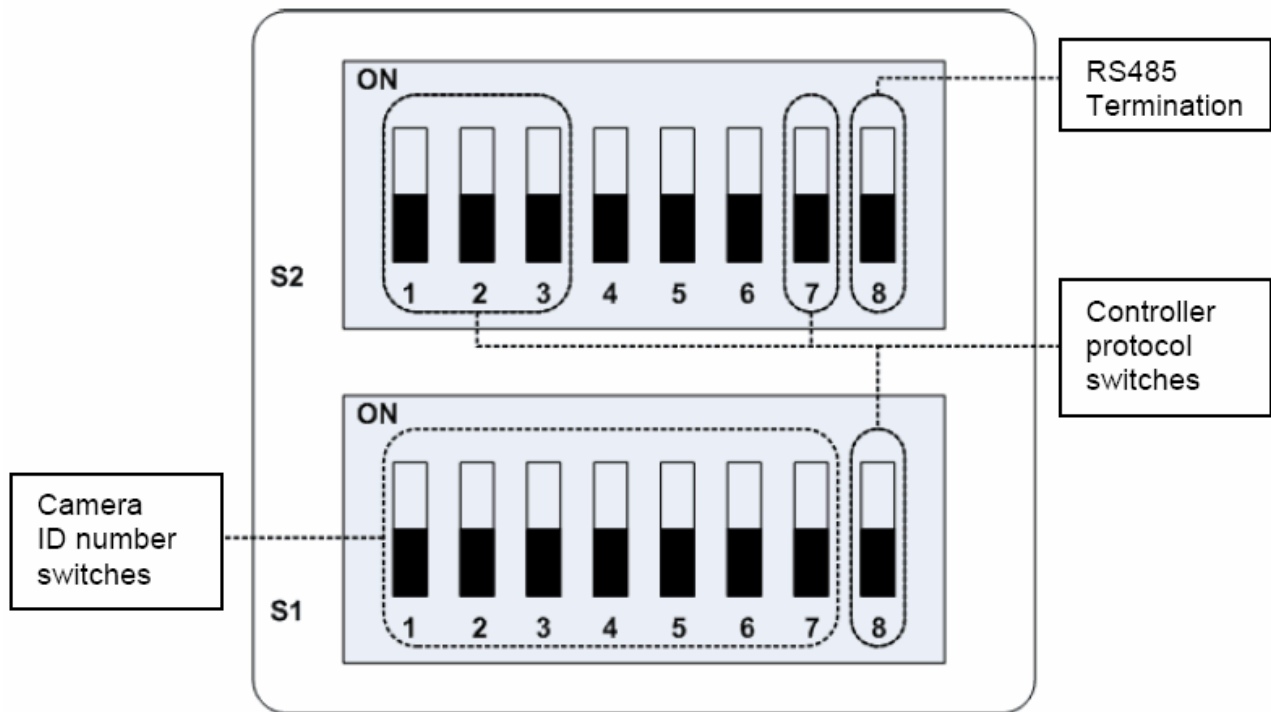 ON
RS485
Termination
S2
1 2 3 4 5 6 7 8
Controller
protocol
switches
ON
Camera
ID number
switches
S1
1 2 3 4 5 6 7 8